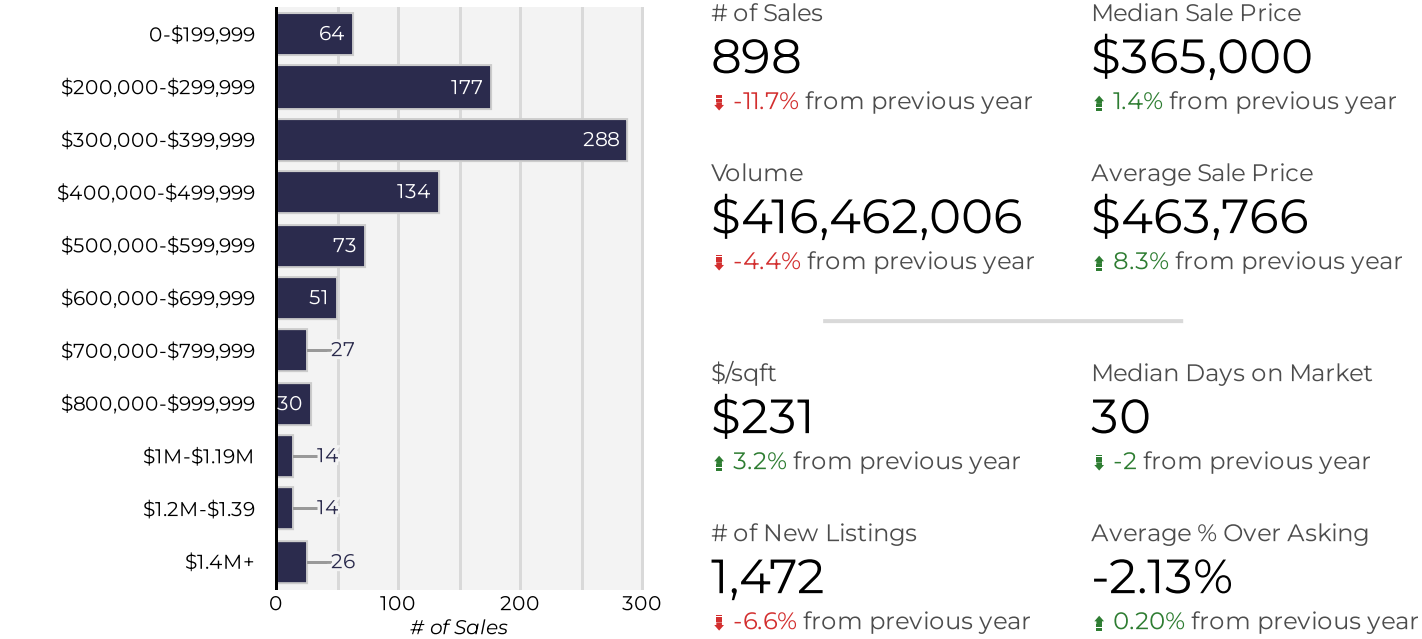 0-$199,999 64
$200,000-$299,999 177
$300,000-$399,999 288
$400,000-$499,999 134
$500,000-$599,999 73
$600,000-$699,999 51
$700,000-$799,999 27
$800,000-$999,999 30
$1M-$1.19M 14
$1.2M-$1.39 14
$1.4M+ 26
0 100 200 300
# of Sales
# of Sales
898
-11.7% from previous year
Median Sale Price
$365,000
1.4% from previous year
Volume
$416,462,006
-4.4% from previous year
Average Sale Price
$463,766
8.3% from previous year
$/sqft
$231
3.2% from previous year
Median Days on Market
30
-2 from previous year
# of New Listings
1,472
-6.6% from previous year
Average % Over Asking
-2.13%
0.20% from previous year